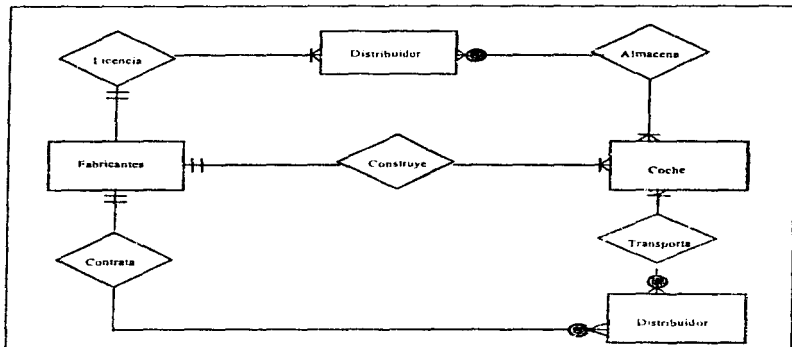 Licencia
Distribuidor
Almacena
Fabricantes
Construye
Coche
Contrata
Transporta
Distribuidor